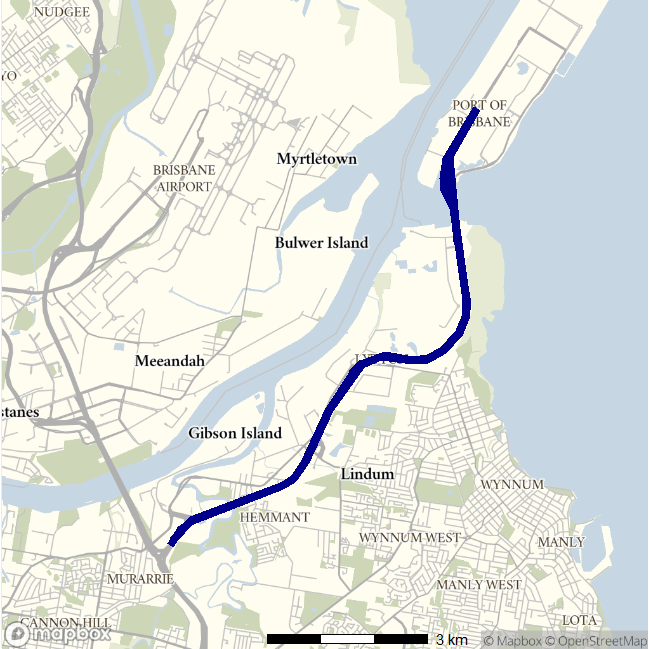 NUDGEE
YO
PORT OF
BRISBANE
Myrtletown
BRISBANE
AIRPORT
Bulwer Island
Meeandah
stanes
Gibson Island
Lindum
WYNNUM
HEMMANT
WYNNUM WEST
MANLY
MURARRIE
MANLY WEST
CANNON HILL
LOTA
mapbox
3 km
© Mapbox © OpenStreetMap